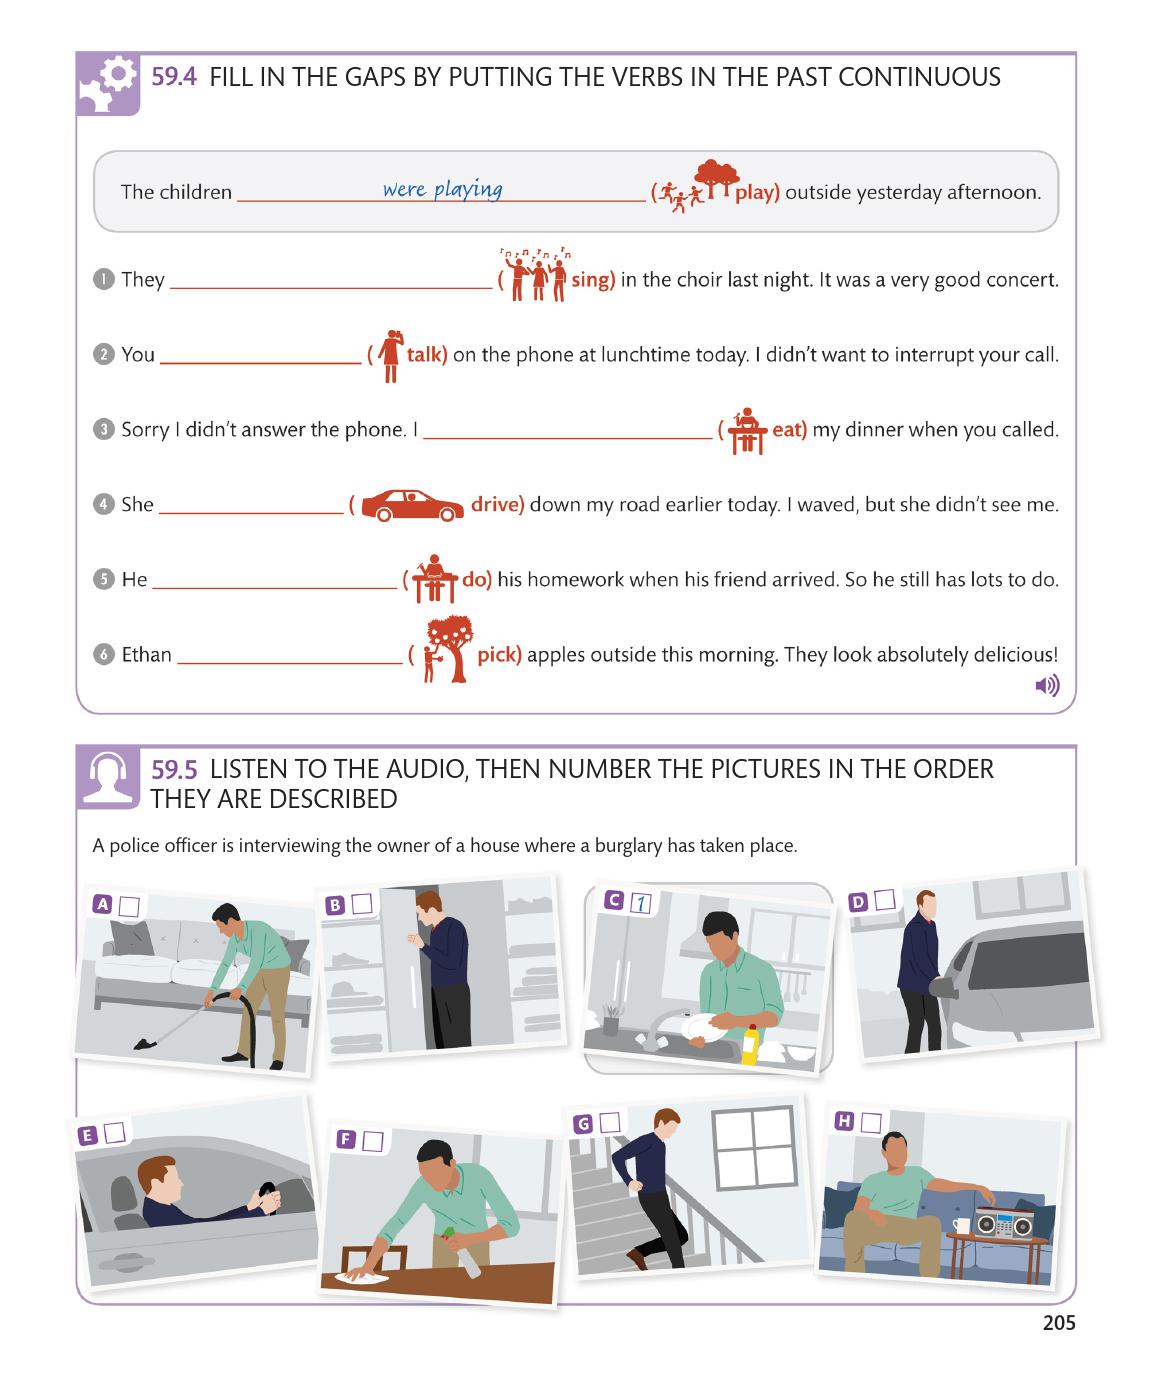 59.4 FILL IN THE GAPS BY PUTTING THE VERBS IN THE PAST CONTINUOUS
The children were playing (play) outside yesterday afternoon.
1 They ____ (sing) in the choir last night. It was a very good concert.
2 You ____ (talk) on the phone at lunchtime today. I didn’t want to interrupt your call.
3 Sorry I didn’t answer the phone. I ____ (eat) my dinner when you called.
4 She ____ (drive) down my road earlier today. I waved, but she didn’t see me.
5 He ____ (do) his homework when his friend arrived. So he still has lots to do.
6 Ethan ____ (pick) apples outside this morning. They look absolutely delicious!
59.5 LISTEN TO THE AUDIO, THEN NUMBER THE PICTURES IN THE ORDER
THEY ARE DESCRIBED
A police officer is interviewing the owner of a house where a burglary has taken place.
A
B
C 1
D
E
F
G
H
205